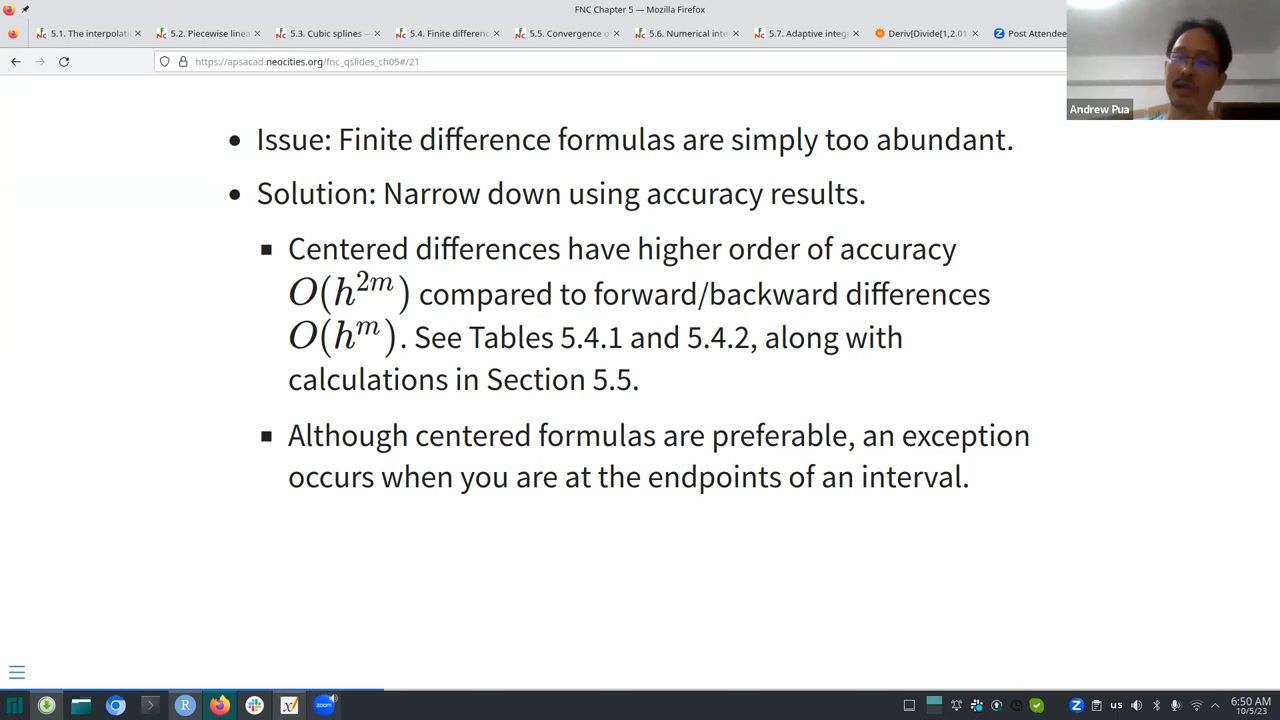 FNC Chapter 5 — Mozilla Firefox
5.1. The interpolati
5.2. Piecewise linea
5.3. Cubic splines —
5.4. Finite differenc
5.5. Convergence o
5.6. Numerical inte
5.7. Adaptive integ
Deriv[Divide[1,2.01
Post Attendee
https://apsacad.neocities.org/fnc_qslides_ch05#/21
Andrew Pua
• Issue: Finite difference formulas are simply too abundant.
• Solution: Narrow down using accuracy results.
▪ Centered differences have higher order of accuracy
O(h^{2m}) compared to forward/backward differences
O(h^m). See Tables 5.4.1 and 5.4.2, along with
calculations in Section 5.5.
▪ Although centered formulas are preferable, an exception
occurs when you are at the endpoints of an interval.
zoom
us
6:50 AM
10/5/23